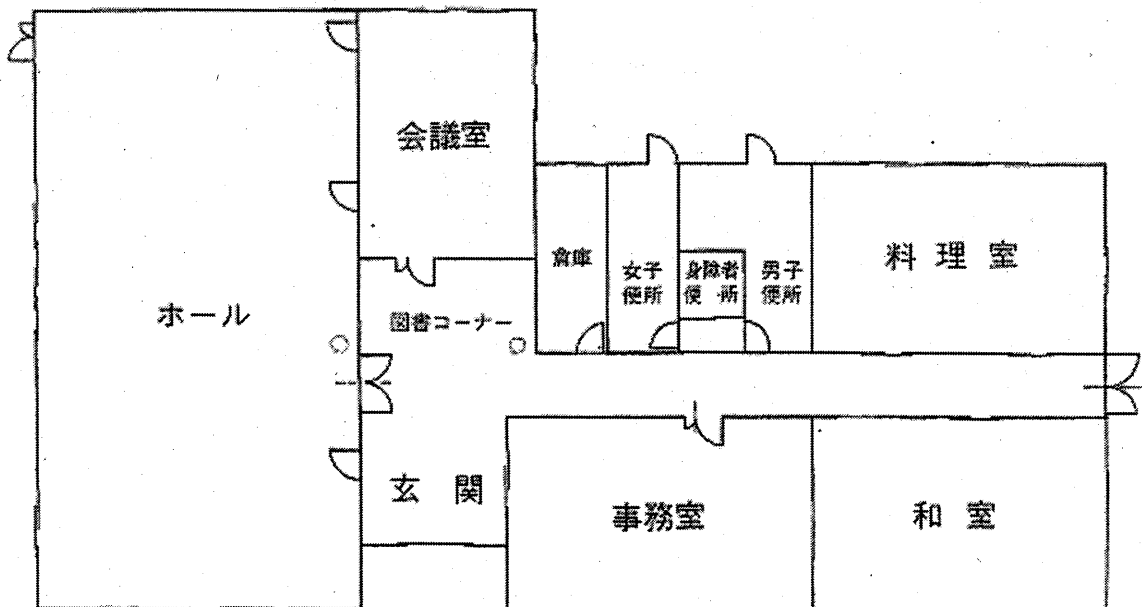 会議室
倉庫
女子
便所
身障者
便所
男子
便所
料理室
ホール
図書コーナー
玄関
事務室
和室